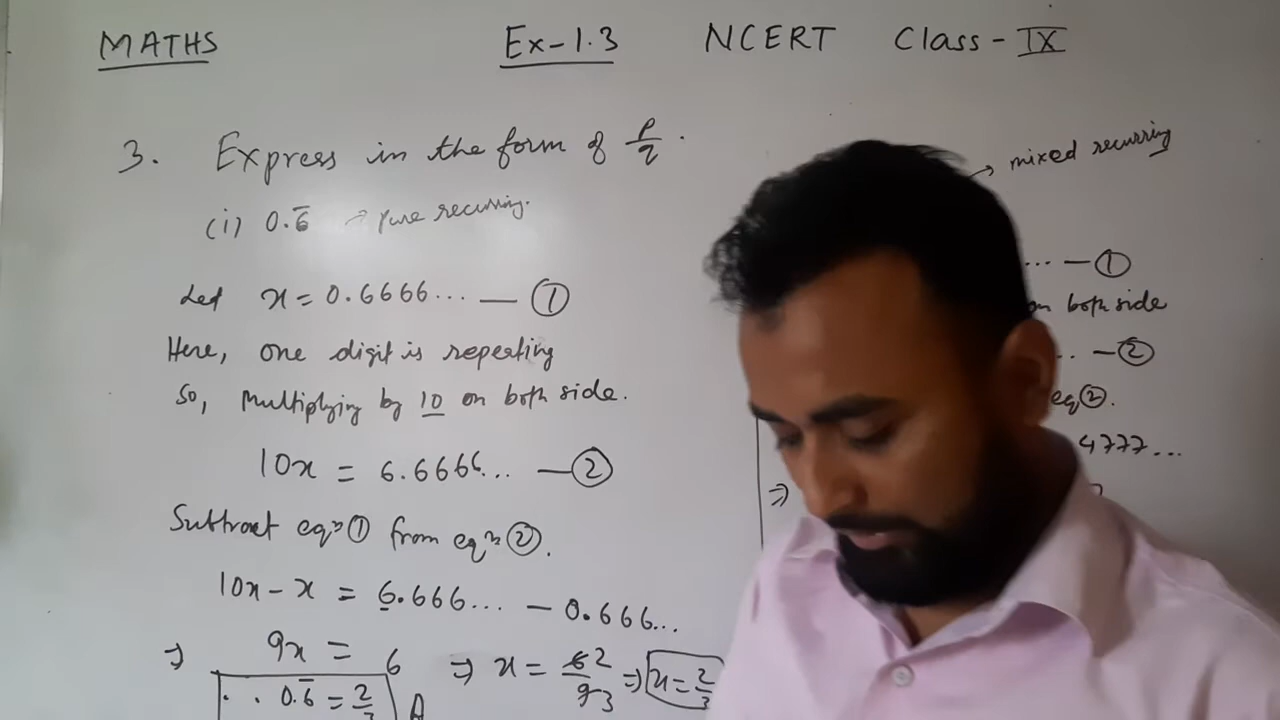 MATHS Ex-1.3 NCERT Class-IX
3. Express in the form of p/q.
(i) 0.6̅ → Pure recurring.
Let x = 0.6666... — ①
Here, one digit is repeating
So, Multiplying by 10 on both side.
10x = 6.6666... — ②
Subtract eqn ① from eqn ②.
10x - x = 6.666... - 0.666...
⇒ 9x = 6 ⇒ x = 6/9 2 3 ⇒ x = 2/3
∴ 0.6̅ = 2/3 A
→ mixed recurring
... — ①
on both side
.. — ②
eq ②.
4777...
⇒